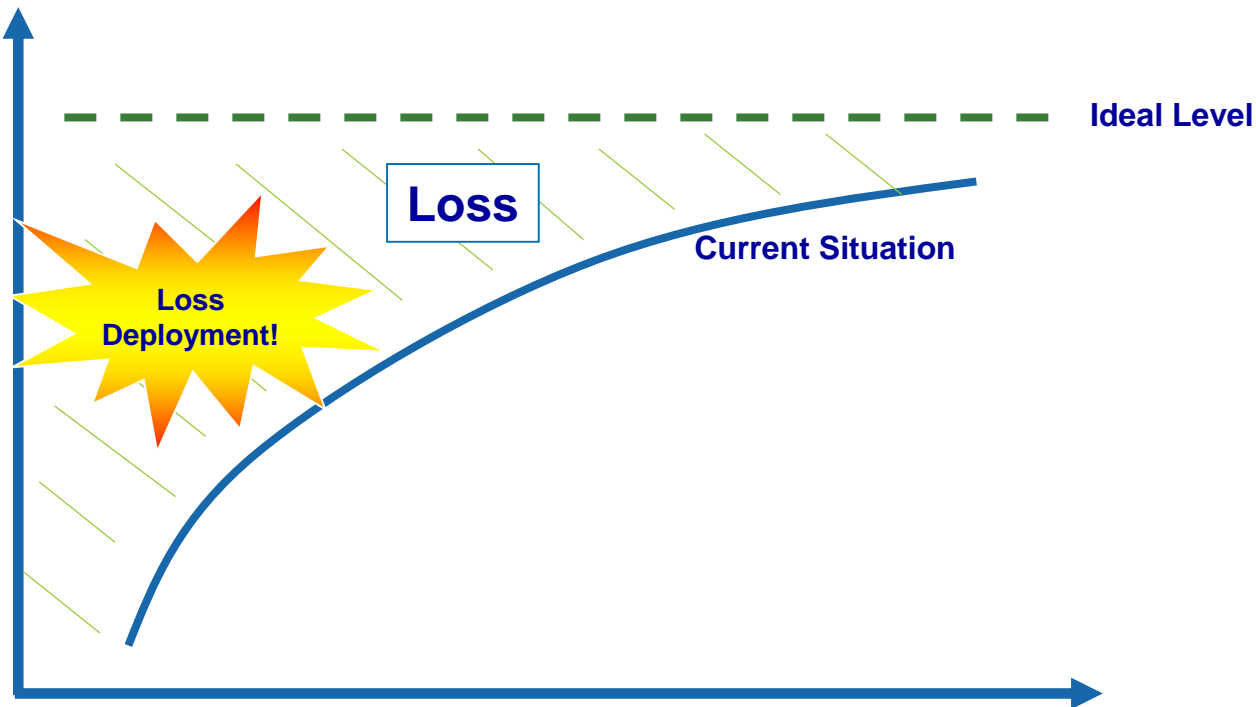 Ideal Level
Loss
Current Situation
Loss
Deployment!